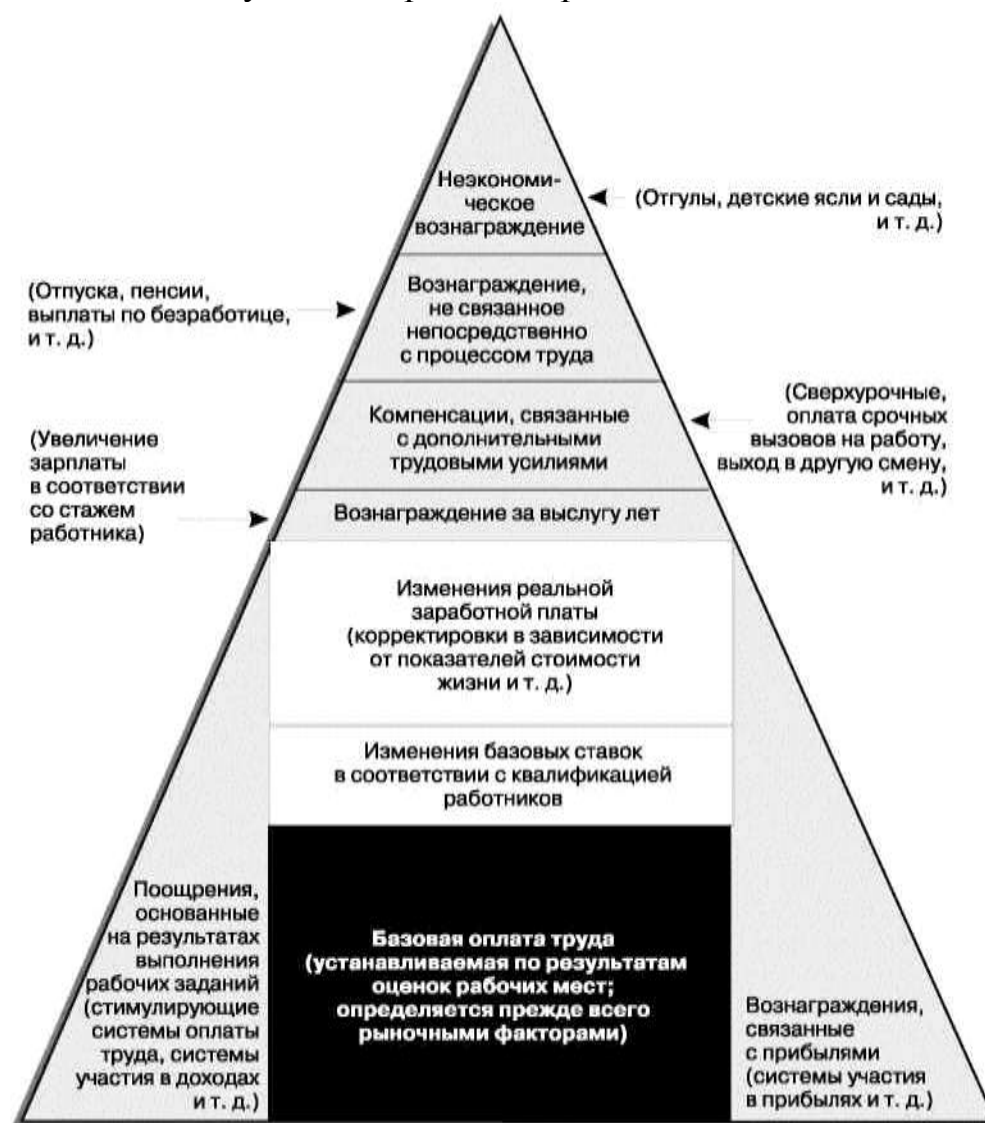 Неэкономи-
ческое
вознаграждение
(Отгулы, детские ясли и сады,
и т. д.)
(Отпуска, пенсии,
выплаты по безработице,
и т. д.)
Вознаграждение,
не связанное
непосредственно
с процессом труда
(Сверхурочные,
оплата срочных
вызовов на работу,
выход в другую смену,
и т. д.)
Компенсации, связанные
с дополнительными
трудовыми усилиями
(Увеличение
зарплаты
в соответствии
со стажем
работника)
Вознаграждение за выслугу лет
Изменения реальной
заработной платы
(корректировки в зависимости
от показателей стоимости
жизни и т. д.)
Изменения базовых ставок
в соответствии с квалификацией
работников
Поощрения,
основанные
на результатах
выполнения
рабочих заданий
(стимулирующие
системы оплаты
труда, системы
участия в доходах
и т. д.)
Базовая оплата труда
(устанавливаемая по результатам
оценок рабочих мест;
определяется прежде всего
рыночными факторами)
Вознаграждения,
связанные
с прибылями
(системы участия
в прибылях и т. д.)